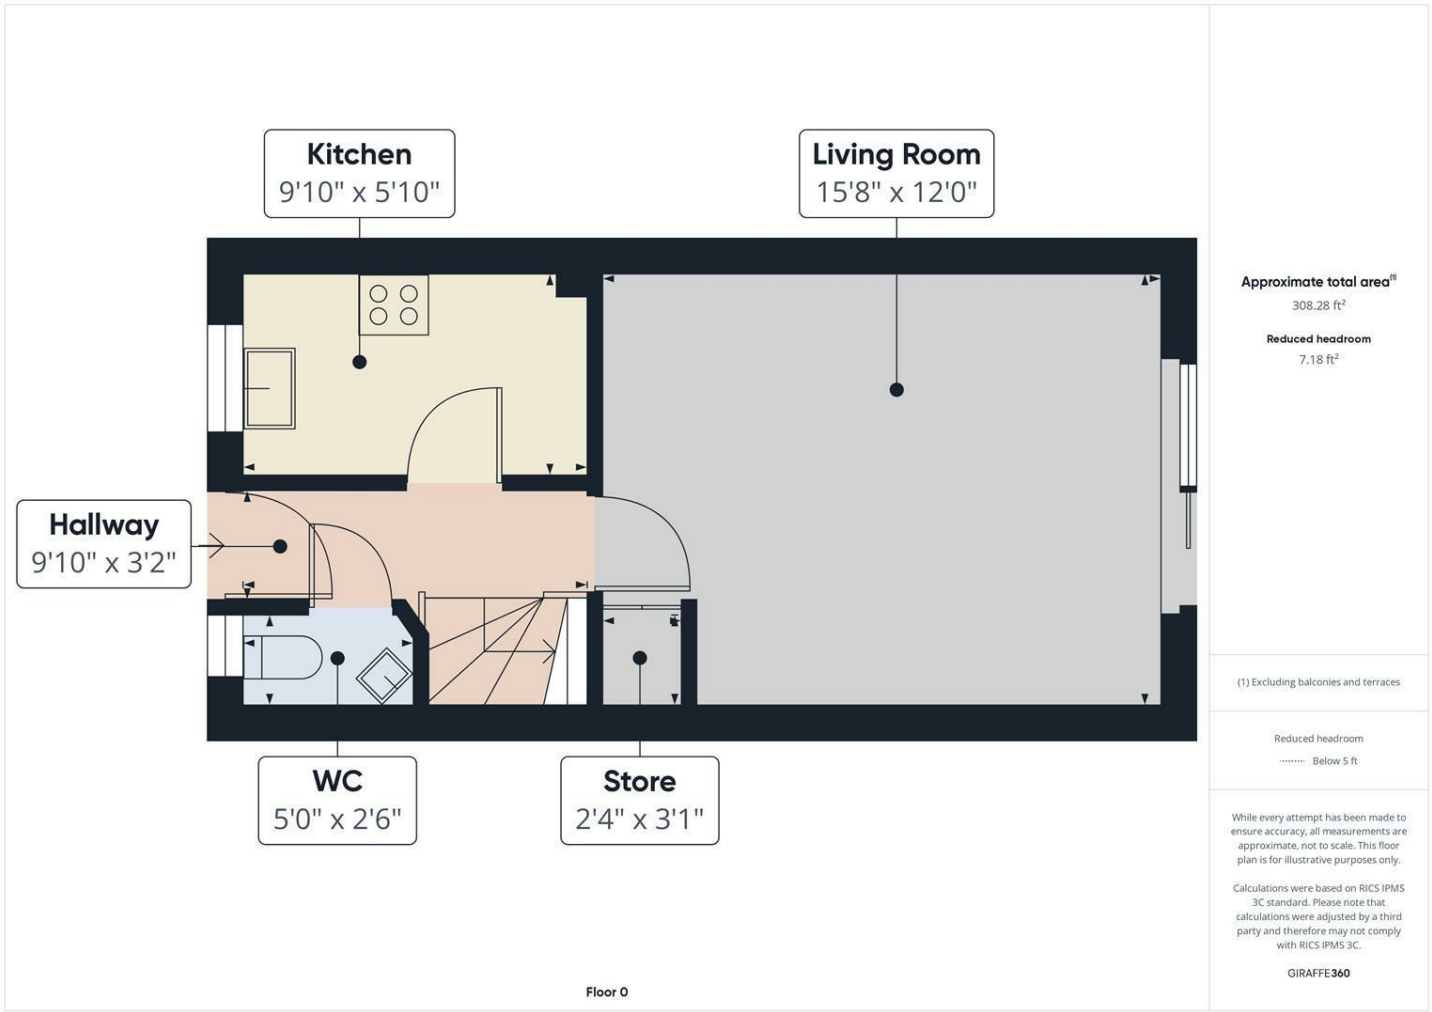 Kitchen
9'10" x 5'10"
Living Room
15'8" x 12'0"
Hallway
9'10" x 3'2"
WC
5'0" x 2'6"
Store
2'4" x 3'1"
Floor 0
Approximate total area(1)
308.28 ft²
Reduced headroom
7.18 ft²
(1) Excluding balconies and terraces
Reduced headroom
Below 5 ft
While every attempt has been made to
ensure accuracy, all measurements are
approximate, not to scale. This floor
plan is for illustrative purposes only.
Calculations were based on RICS IPMS
3C standard. Please note that
calculations were adjusted by a third
party and therefore may not comply
with RICS IPMS 3C.
GIRAFFE360